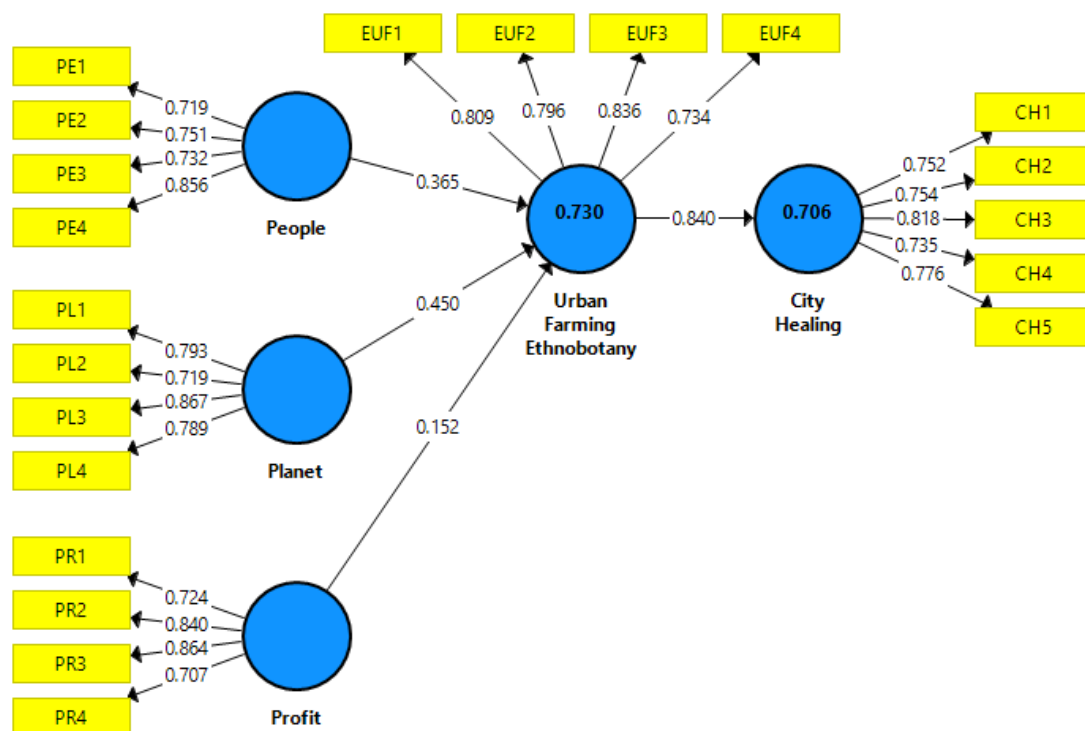 EUF1
EUF2
EUF3
EUF4
PE1
PE2
PE3
PE4
0.719
0.751
0.732
0.856
People
0.809
0.796
0.836
0.734
0.365
0.730
0.840
0.706
Urban
Farming
Ethnobotany
City
Healing
CH1
CH2
CH3
CH4
CH5
0.752
0.754
0.818
0.735
0.776
PL1
PL2
PL3
PL4
0.793
0.719
0.867
0.789
Planet
0.450
0.152
PR1
PR2
PR3
PR4
0.724
0.840
0.864
0.707
Profit